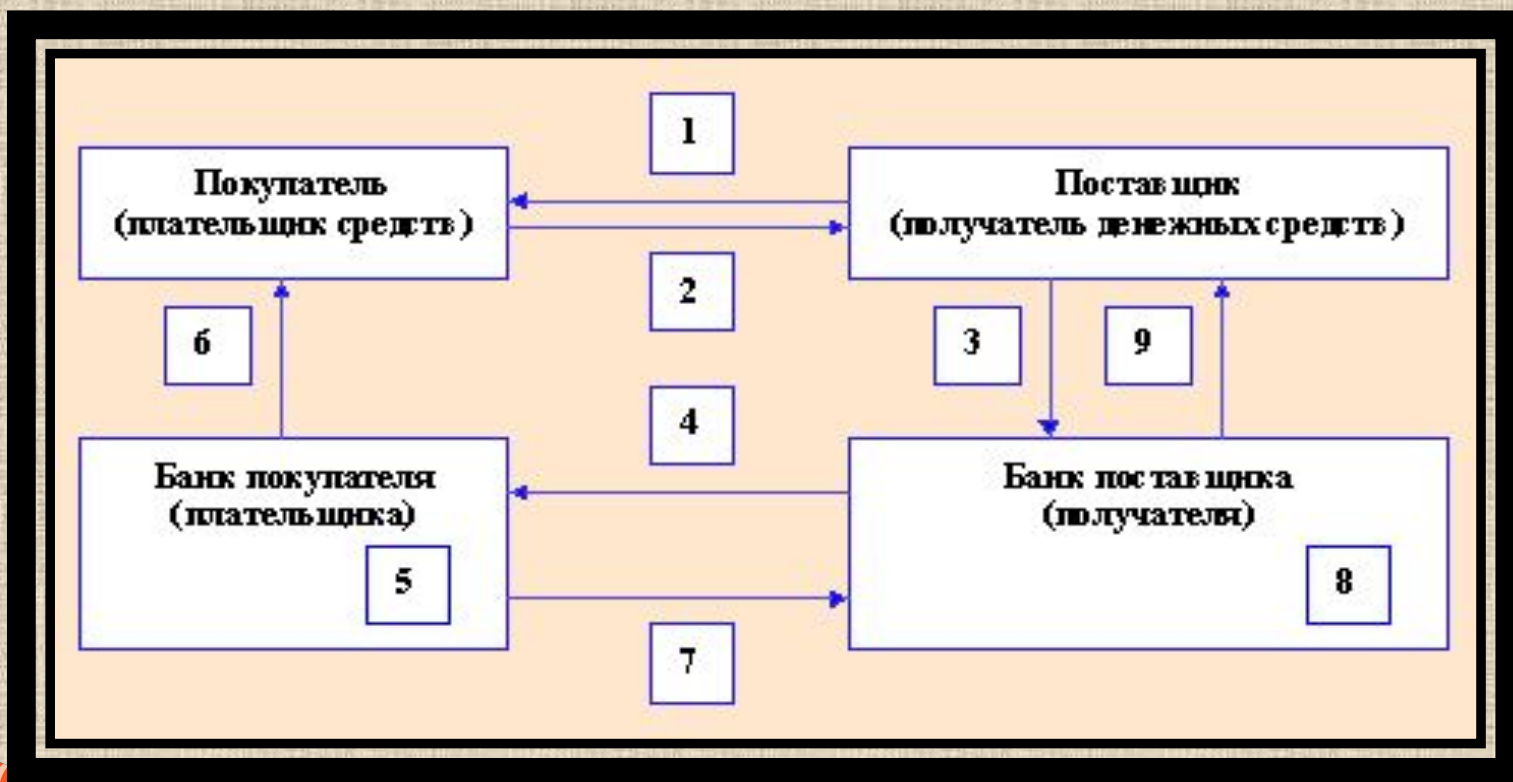 1
Покупатель
(плательщик средств)
Поставщик
(получатель денежных средств)
2
6
3
9
4
Банк покупателя
(плательщика)
5
Банк поставщика
(получателя)
8
7